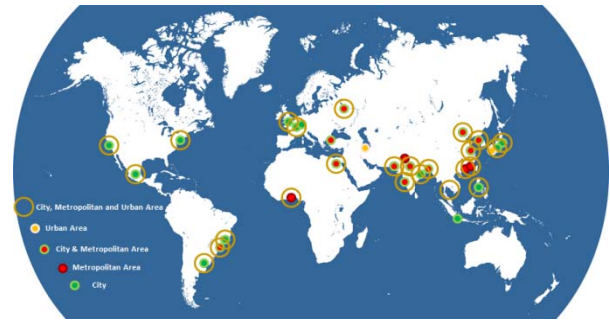 City, Metropolitan and Urban Area
Urban Area
City & Metropolitan Area
Metropolitan Area
City